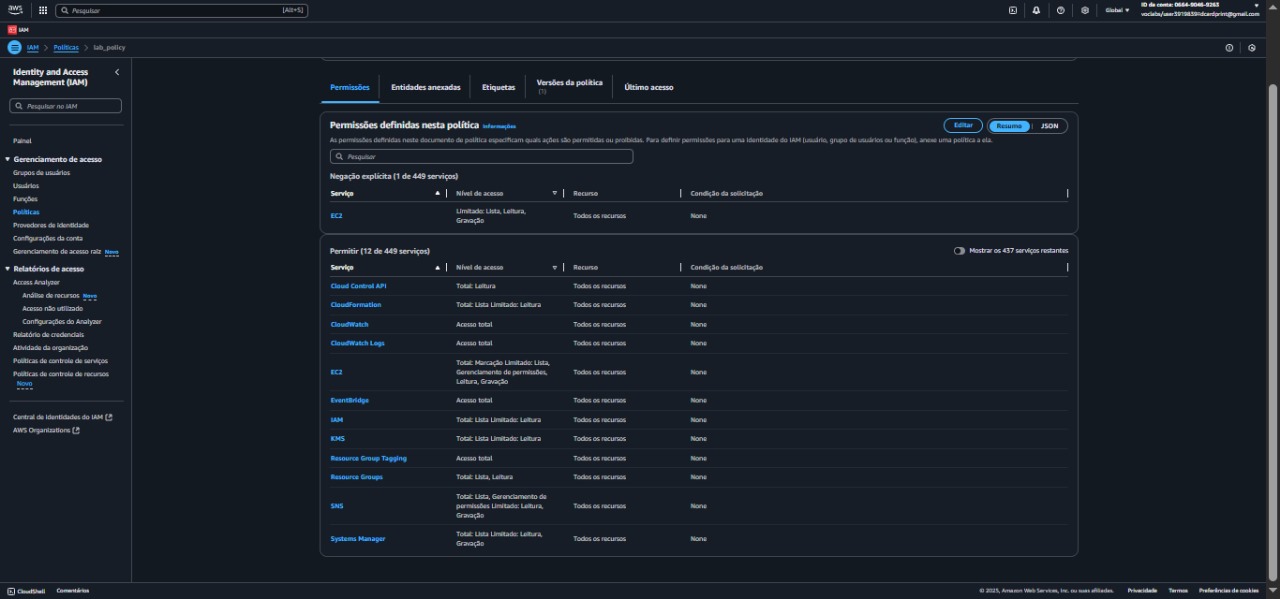 aws
Pesquisar [Alt+S]
Global
ID da conta: 0664-9046-9263
IAM
IAM > Políticas > lab_policy
Identity and Access
Management (IAM)
Pesquisar no IAM
Painel
Gerenciamento de acesso
Grupos de usuários
Usuários
Funções
Políticas
Provedores de identidade
Configurações da conta
Gerenciamento de acesso raiz Novo
Relatórios de acesso
Access Analyzer
Análise de recursos Novo
Acesso não utilizado
Configurações do Analyzer
Relatório de credenciais
Atividade da organização
Políticas de controle de serviços
Políticas de controle de recursos
Novo
Central de Identidades do IAM
AWS Organizations
Permissões
Entidades anexadas
Etiquetas
Versões da política
(1)
Último acesso
Permissões definidas nesta política Informações
Editar Resumo JSON
As permissões definidas neste documento de política especificam quais ações são permitidas ou proibidas. Para definir permissões para uma identidade do IAM (usuário, grupo de usuários ou função), anexe uma política a ela.
Pesquisar
Negação explícita (1 de 449 serviços)
Serviço Nível de acesso Recurso Condição da solicitação
EC2 Limitado: Lista, Leitura, Todos os recursos None
Gravação
Permitir (12 de 449 serviços) Mostrar os 437 serviços restantes
Serviço Nível de acesso Recurso Condição da solicitação
Cloud Control API Total: Leitura Todos os recursos None
CloudFormation Total: Lista Limitado: Leitura Todos os recursos None
CloudWatch Acesso total Todos os recursos None
CloudWatch Logs Acesso total Todos os recursos None
EC2 Total: Marcação Limitado: Lista, Todos os recursos None
Gerenciamento de permissões,
Leitura, Gravação
EventBridge Acesso total Todos os recursos None
IAM Total: Lista Limitado: Leitura Todos os recursos None
KMS Total: Lista Limitado: Leitura Todos os recursos None
Resource Group Tagging Acesso total Todos os recursos None
Resource Groups Total: Lista, Leitura Todos os recursos None
SNS Total: Lista, Gerenciamento de Todos os recursos None
permissões Limitado: Leitura,
Gravação
Systems Manager Total: Lista Limitado: Leitura, Todos os recursos None
Gravação
CloudShell Comentários
© 2025, Amazon Web Services, Inc. ou suas afiliadas. Privacidade Termos Preferências de cookies